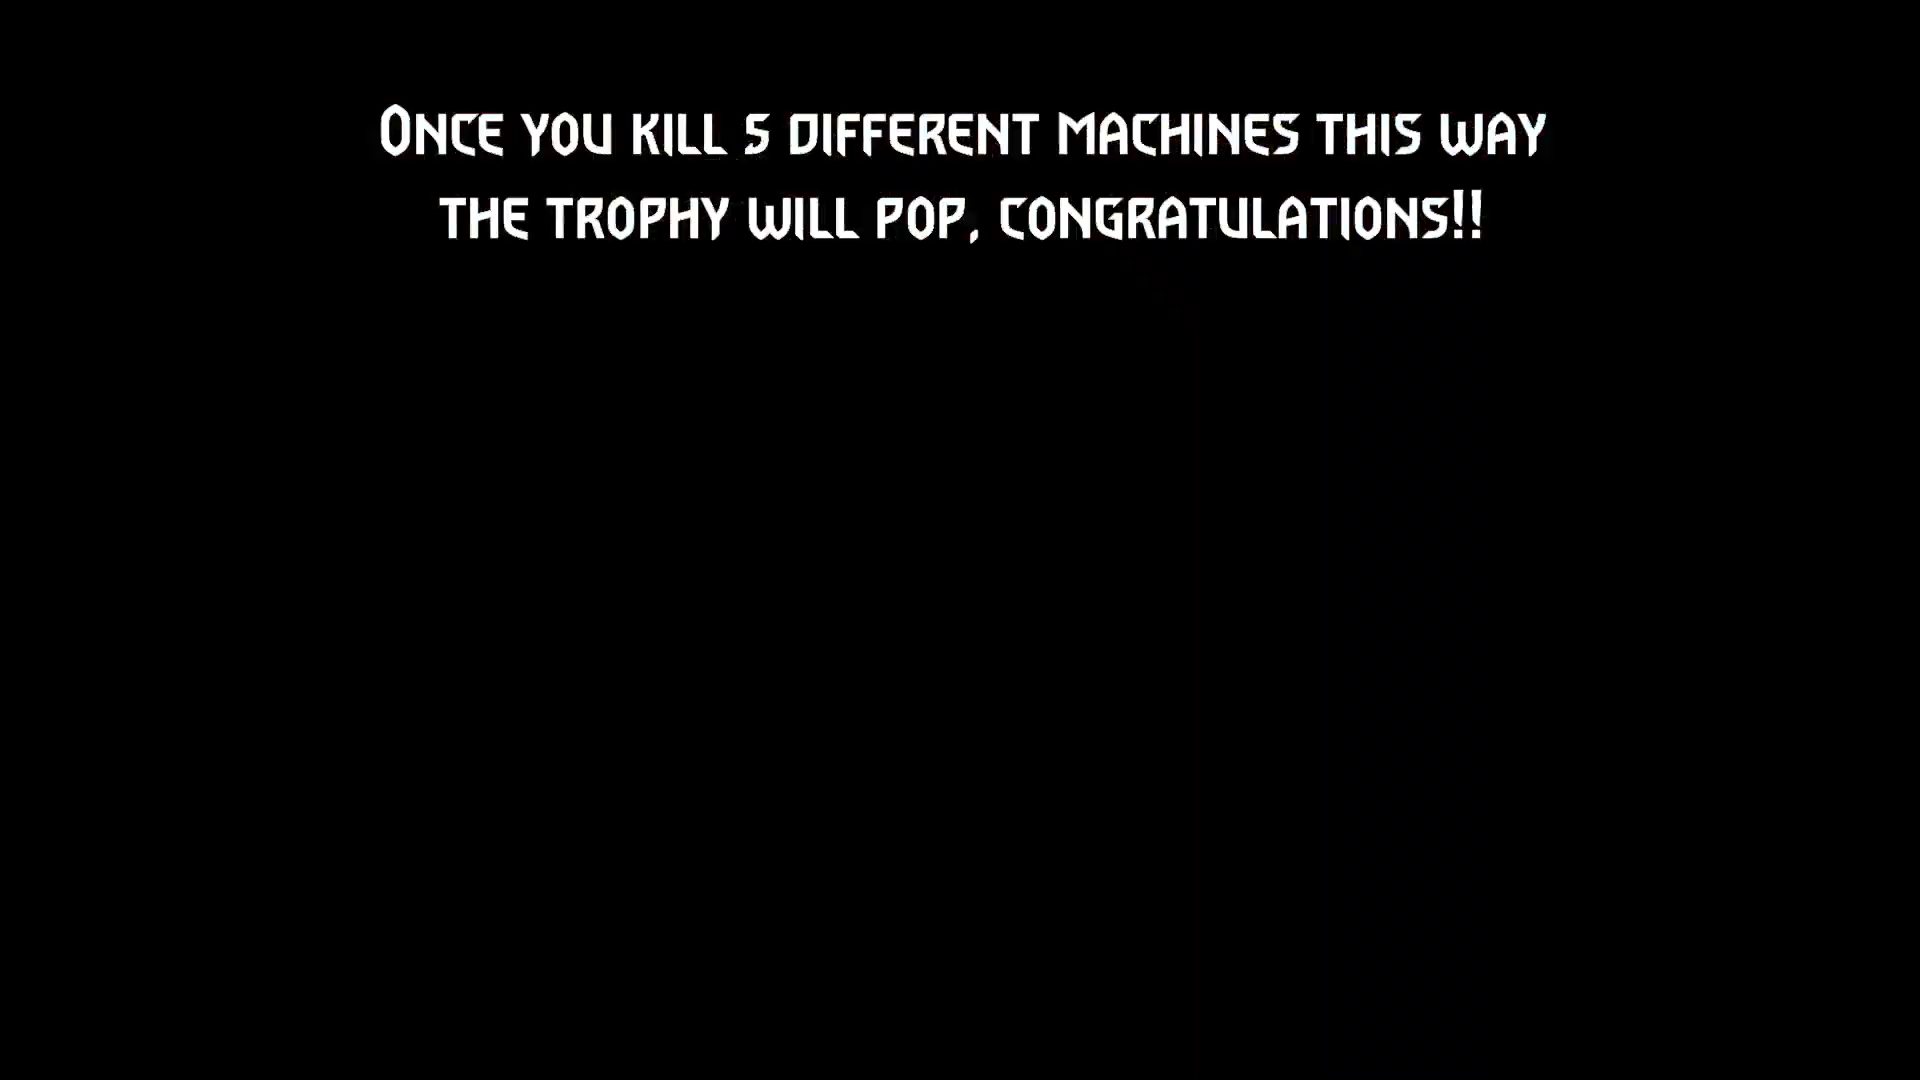 Once you kill 5 different machines this way
the trophy will pop, congratulations!!